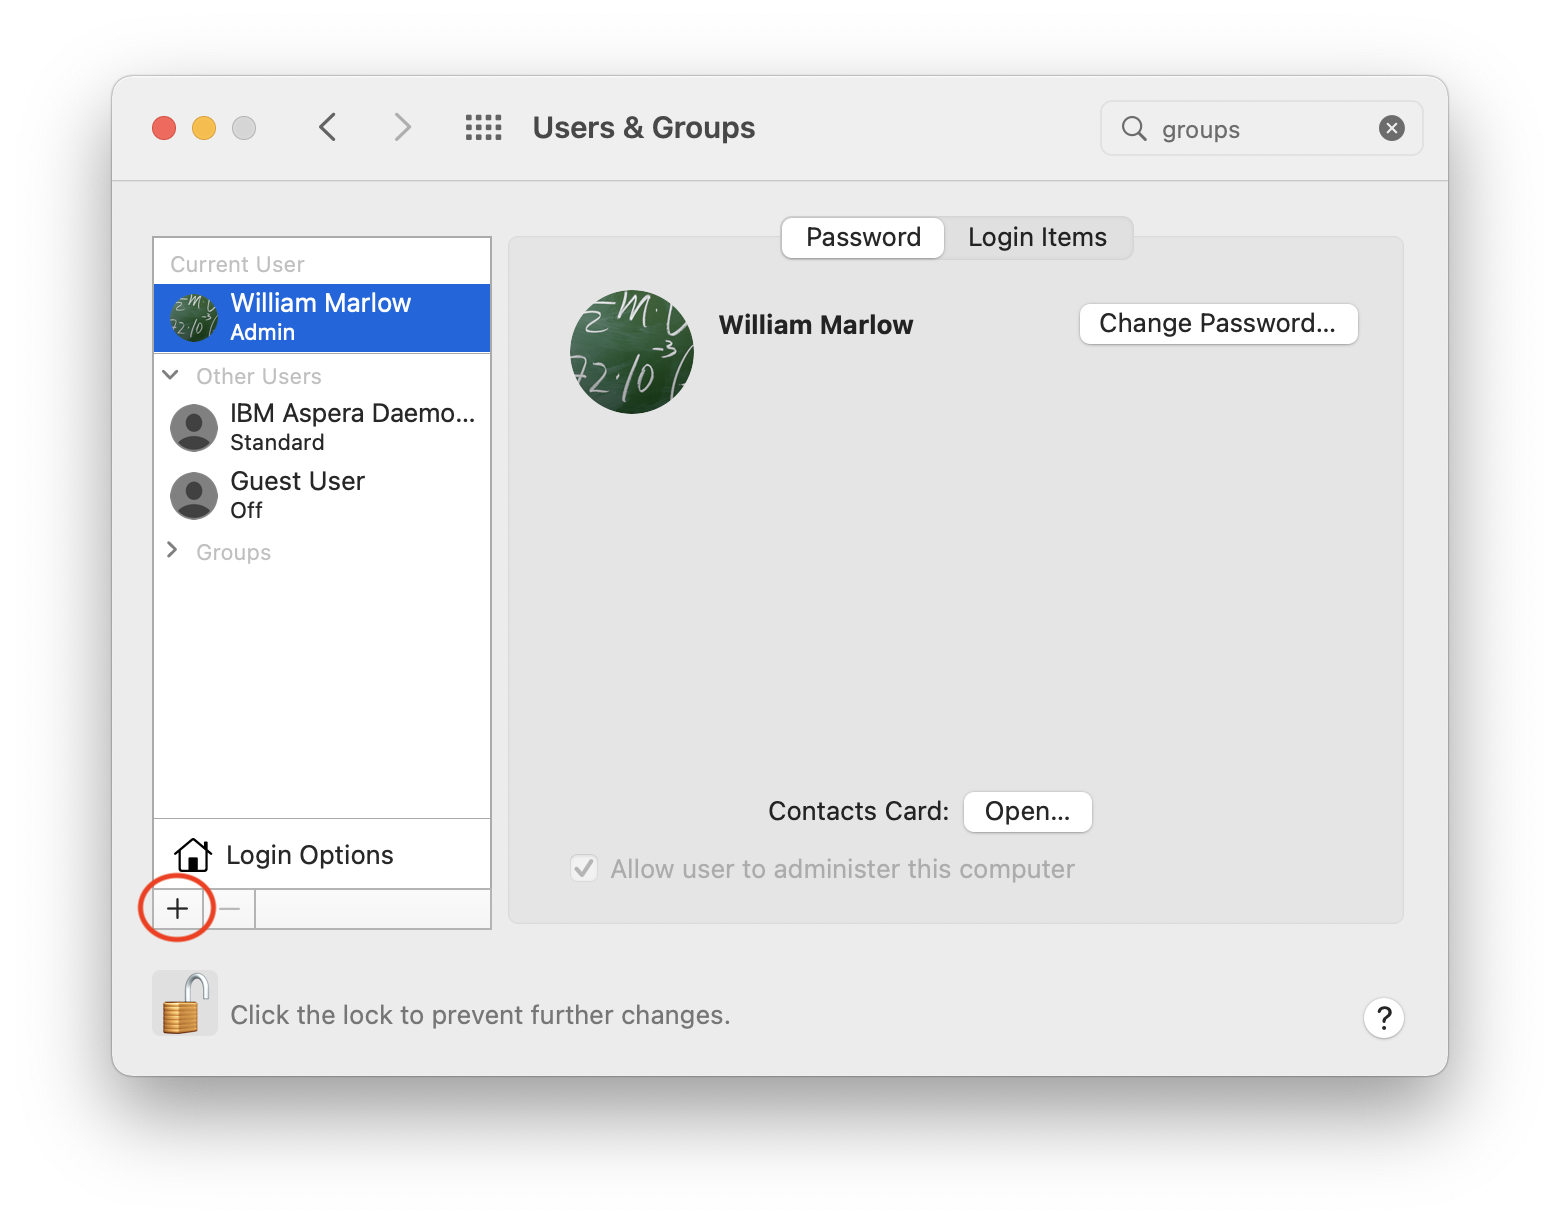 Users & Groups
groups
Password
Login Items
Current User
William Marlow
Admin
Other Users
IBM Aspera Daemo...
Standard
Guest User
Off
Groups
Login Options
+
−
William Marlow
Change Password...
Contacts Card:
Open...
Allow user to administer this computer
Click the lock to prevent further changes.
?